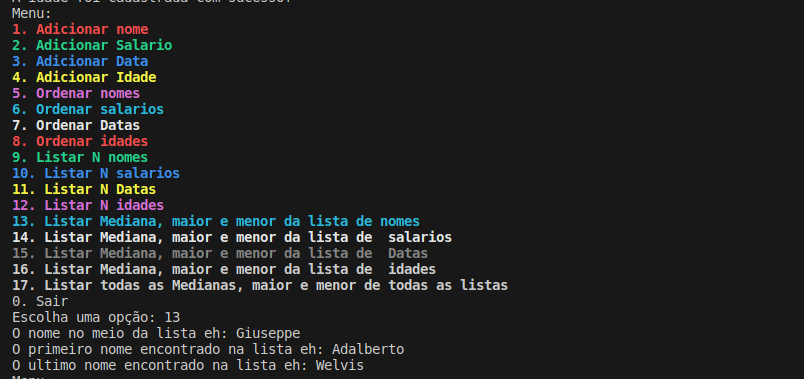 A idade foi cadastrada com sucesso!
Menu:
1. Adicionar nome
2. Adicionar Salario
3. Adicionar Data
4. Adicionar Idade
5. Ordenar nomes
6. Ordenar salarios
7. Ordenar Datas
8. Ordenar idades
9. Listar N nomes
10. Listar N salarios
11. Listar N Datas
12. Listar N idades
13. Listar Mediana, maior e menor da lista de nomes
14. Listar Mediana, maior e menor da lista de  salarios
15. Listar Mediana, maior e menor da lista de  Datas
16. Listar Mediana, maior e menor da lista de  idades
17. Listar todas as Medianas, maior e menor de todas as listas
0. Sair
Escolha uma opção: 13
O nome no meio da lista eh: Giuseppe
O primeiro nome encontrado na lista eh: Adalberto
O ultimo nome encontrado na lista eh: Welvis
Menu